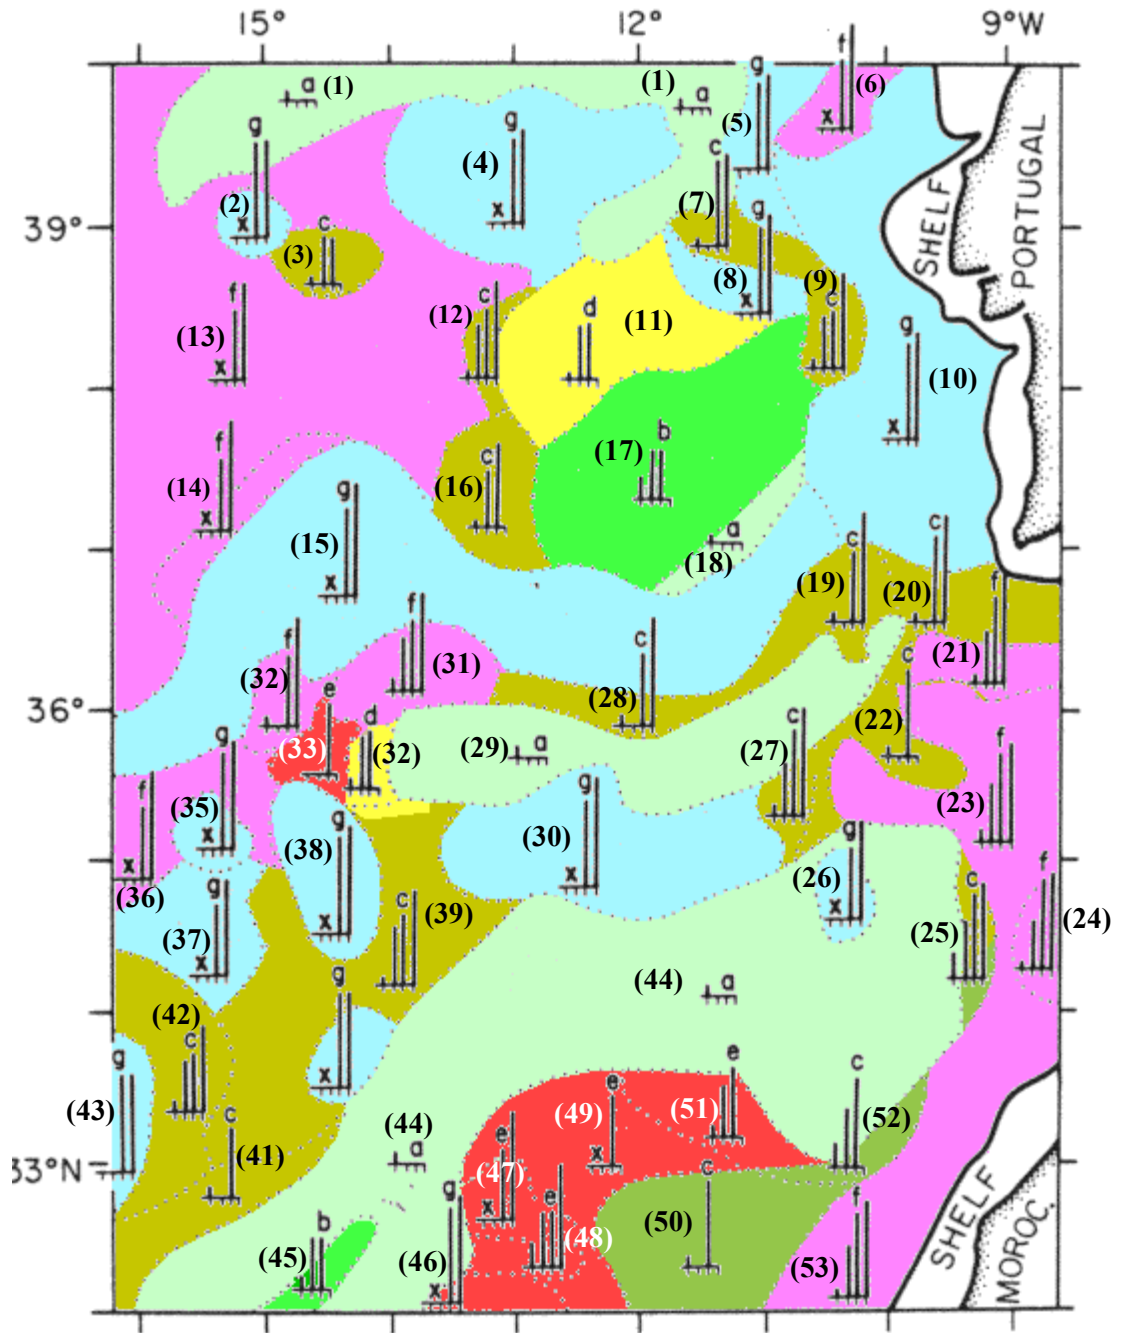 15° 12° 9°W
a (1) (1) a f (6)
g g g (5)
(4) c x
(2) x x (7) g
39° c (3) (8) x
SHELF PORTUGAL
f (12) c d (11) (9) c
(13) x g (10)
f c (17) b
(14) x (16)
g (15) x a (18)
c (19) c (20) f
f (31) c (21)
f (32) (28) c
36° e d (29) a c (22)
(33) (32) (27) c f
g (35) x g (23)
f x (36) (38) g (30) x (26) g x f (24)
g (37) x x c (39) c (25)
(44) a
(42) c g x
g (43) e e c (52)
(49) x (51)
(44) a e (47) x
33°N c (41) g c f
b (45) (46) x e (48) (50) (53)
SHELF MOROC.